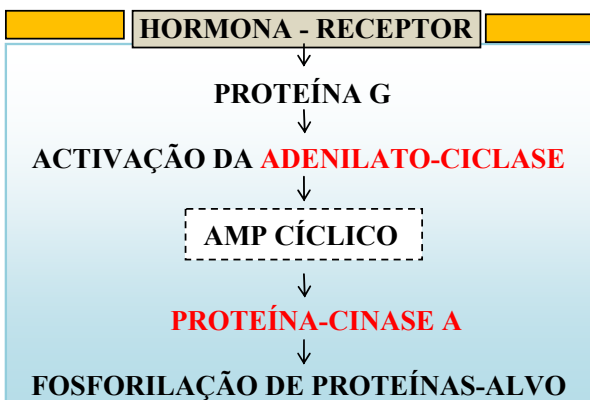 HORMONA - RECEPTOR
PROTEÍNA G
ACTIVAÇÃO DA ADENILATO-CICLASE
AMP CÍCLICO
PROTEÍNA-CINASE A
FOSFORILAÇÃO DE PROTEÍNAS-ALVO